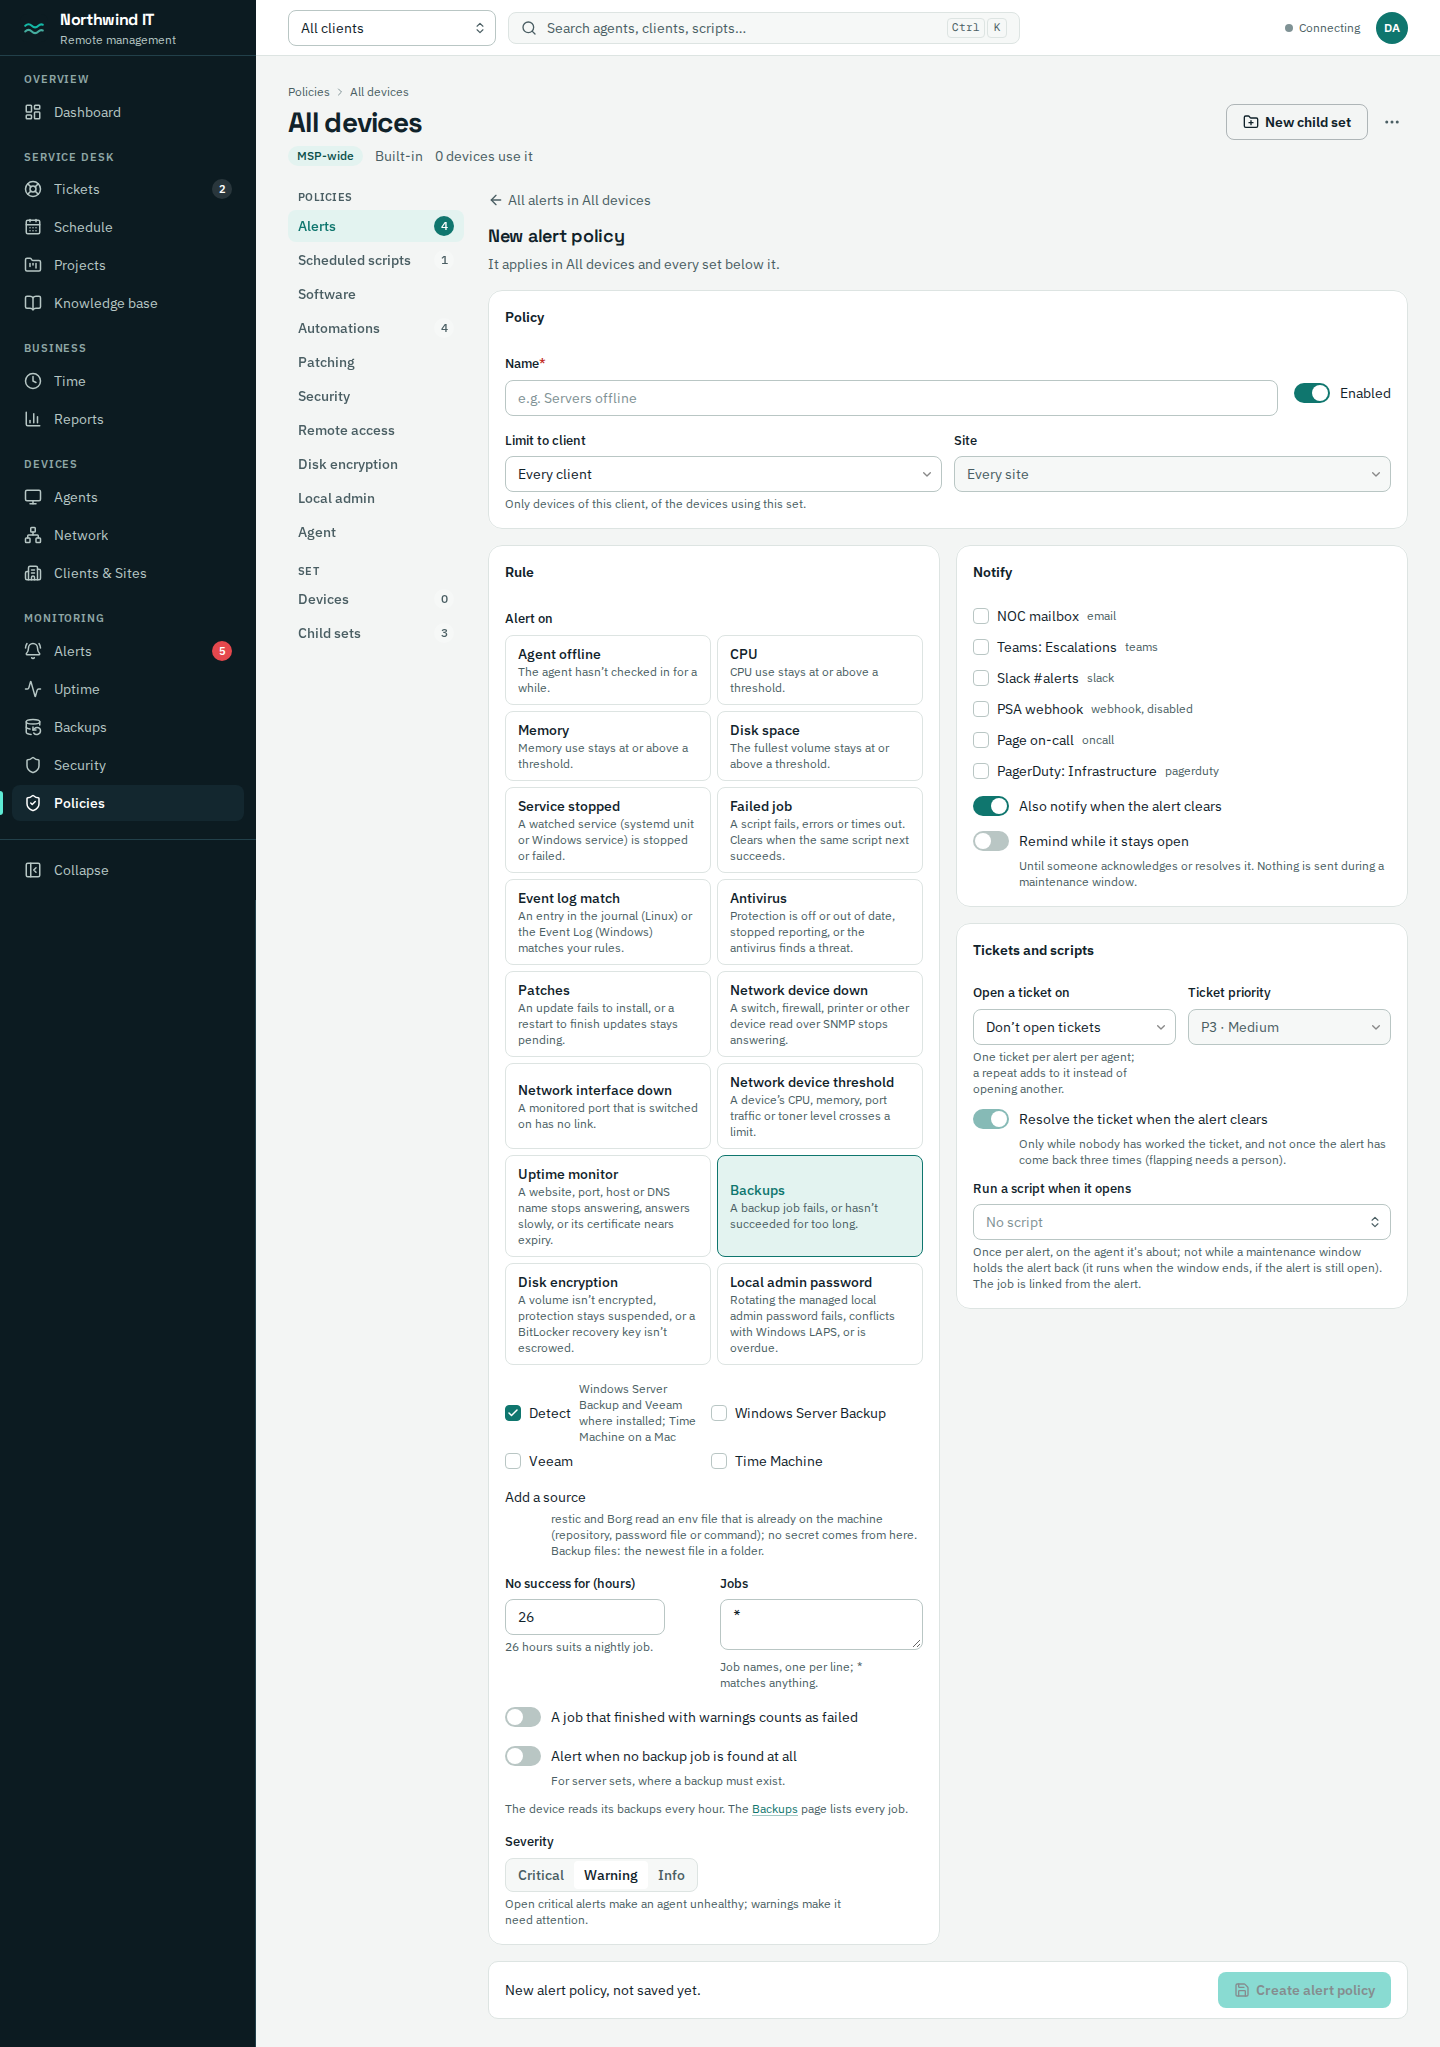 Northwind IT
Remote management
OVERVIEW
Dashboard
SERVICE DESK
Tickets
2
Schedule
Projects
Knowledge base
BUSINESS
Time
Reports
DEVICES
Agents
Network
Clients & Sites
MONITORING
Alerts
5
Uptime
Backups
Security
Policies
Collapse
All clients
Search agents, clients, scripts...
Ctrl K
Connecting
DA
Policies > All devices
All devices
MSP-wide Built-in 0 devices use it
New child set
POLICIES
Alerts 4
Scheduled scripts 1
Software
Automations 4
Patching
Security
Remote access
Disk encryption
Local admin
Agent
SET
Devices 0
Child sets 3
All alerts in All devices
New alert policy
It applies in All devices and every set below it.
Policy
Name*
e.g. Servers offline
Enabled
Limit to client
Every client
Only devices of this client, of the devices using this set.
Site
Every site
Rule
Alert on
Agent offline
The agent hasn't checked in for a
while.
CPU
CPU use stays at or above a
threshold.
Memory
Memory use stays at or above a
threshold.
Disk space
The fullest volume stays at or
above a threshold.
Service stopped
A watched service (systemd unit
or Windows service) is stopped
or failed.
Failed job
A script fails, errors or times out.
Clears when the same script next
succeeds.
Event log match
An entry in the journal (Linux) or
the Event Log (Windows)
matches your rules.
Antivirus
Protection is off or out of date,
stopped reporting, or the
antivirus finds a threat.
Patches
An update fails to install, or a
restart to finish updates stays
pending.
Network device down
A switch, firewall, printer or other
device read over SNMP stops
answering.
Network interface down
A monitored port that is switched
on has no link.
Network device threshold
A device's CPU, memory, port
traffic or toner level crosses a
limit.
Uptime monitor
A website, port, host or DNS
name stops answering, answers
slowly, or its certificate nears
expiry.
Backups
A backup job fails, or hasn't
succeeded for too long.
Disk encryption
A volume isn't encrypted,
protection stays suspended, or a
BitLocker recovery key isn't
escrowed.
Local admin password
Rotating the managed local
admin password fails, conflicts
with Windows LAPS, or is
overdue.
Detect
Windows Server
Backup and Veeam
where installed; Time
Machine on a Mac
Windows Server Backup
Veeam
Time Machine
Add a source
restic and Borg read an env file that is already on the machine
(repository, password file or command); no secret comes from here.
Backup files: the newest file in a folder.
No success for (hours)
26
26 hours suits a nightly job.
Jobs
*
Job names, one per line; *
matches anything.
A job that finished with warnings counts as failed
Alert when no backup job is found at all
For server sets, where a backup must exist.
The device reads its backups every hour. The Backups page lists every job.
Severity
Critical Warning Info
Open critical alerts make an agent unhealthy; warnings make it
need attention.
Notify
NOC mailbox email
Teams: Escalations teams
Slack #alerts slack
PSA webhook webhook, disabled
Page on-call oncall
PagerDuty: Infrastructure pagerduty
Also notify when the alert clears
Remind while it stays open
Until someone acknowledges or resolves it. Nothing is sent during a
maintenance window.
Tickets and scripts
Open a ticket on
Don't open tickets
One ticket per alert per agent;
a repeat adds to it instead of
opening another.
Ticket priority
P3 · Medium
Resolve the ticket when the alert clears
Only while nobody has worked the ticket, and not once the alert has
come back three times (flapping needs a person).
Run a script when it opens
No script
Once per alert, on the agent it's about; not while a maintenance window
holds the alert back (it runs when the window ends, if the alert is still open).
The job is linked from the alert.
New alert policy, not saved yet.
Create alert policy